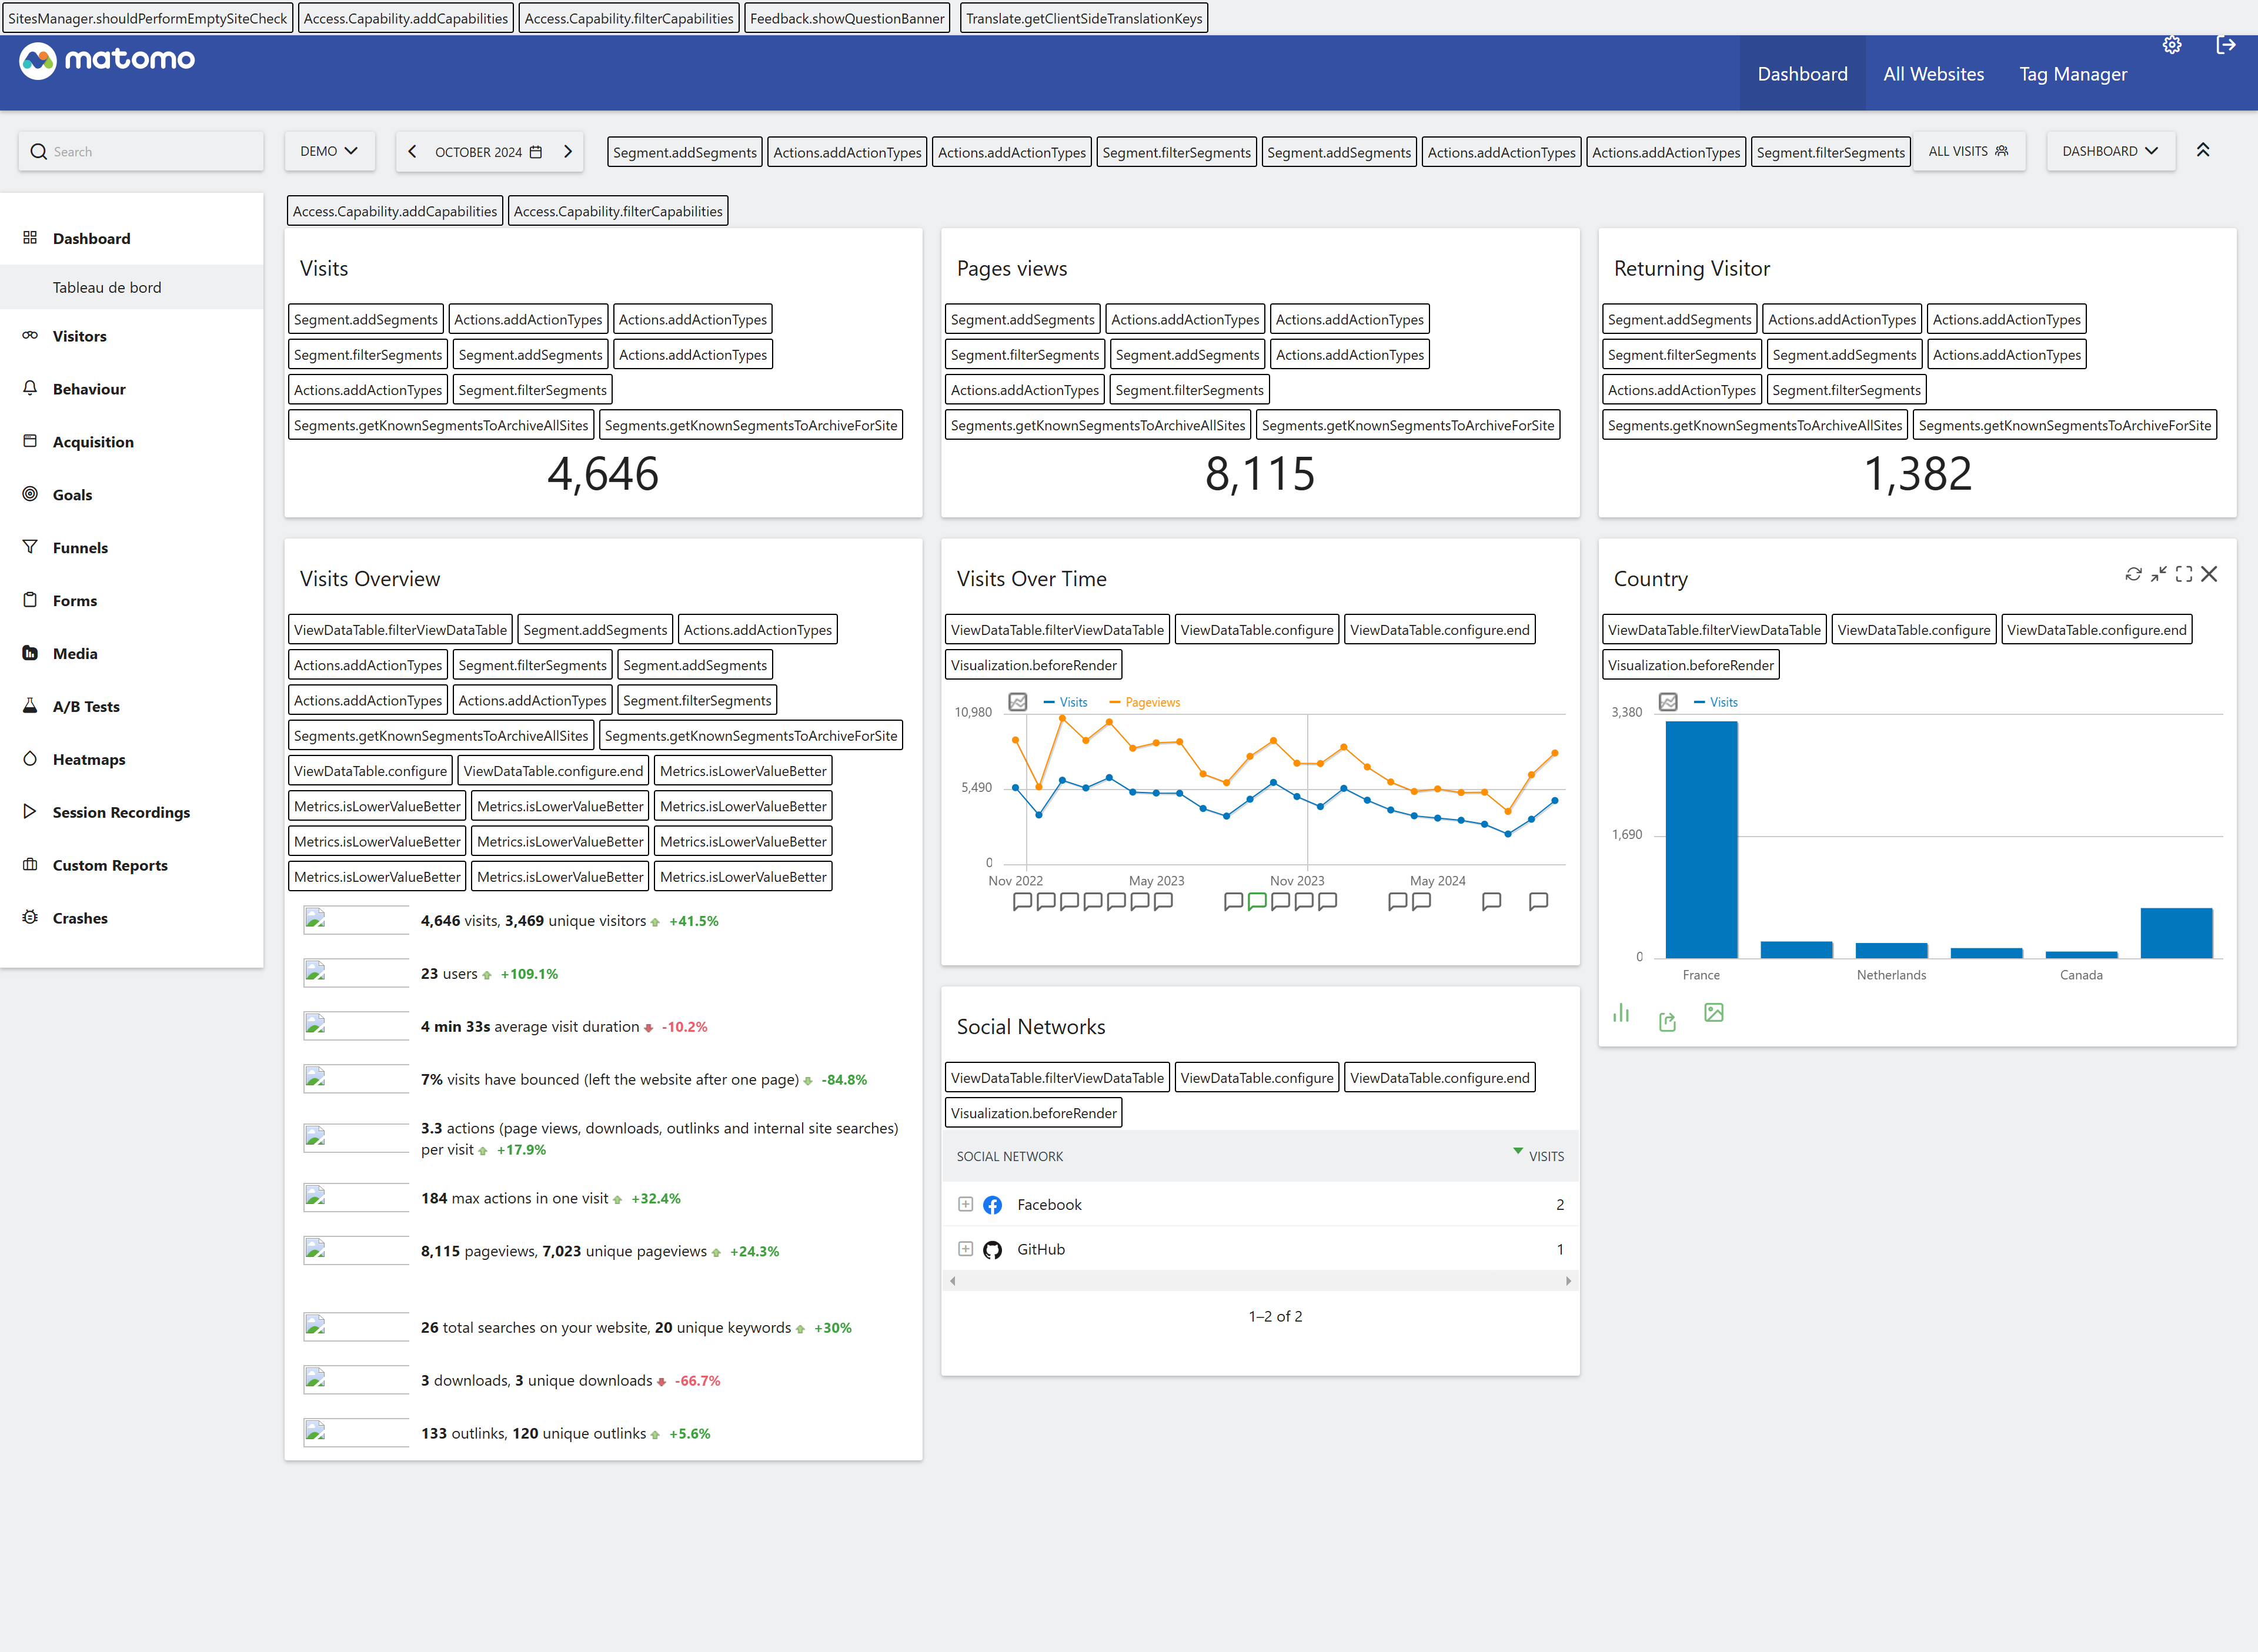 SitesManager.shouldPerformEmptySiteCheck Access.Capability.addCapabilities Access.Capability.filterCapabilities Feedback.showQuestionBanner Translate.getClientSideTranslationKeys
matomo
Dashboard All Websites Tag Manager
Search
DEMO OCTOBER 2024 Segment.addSegments Actions.addActionTypes Actions.addActionTypes Segment.filterSegments Segment.addSegments Actions.addActionTypes Actions.addActionTypes Segment.filterSegments ALL VISITS DASHBOARD
Access.Capability.addCapabilities Access.Capability.filterCapabilities
Dashboard
Tableau de bord
Visitors
Behaviour
Acquisition
Goals
Funnels
Forms
Media
A/B Tests
Heatmaps
Session Recordings
Custom Reports
Crashes
Visits
Segment.addSegments Actions.addActionTypes Actions.addActionTypes
Segment.filterSegments Segment.addSegments Actions.addActionTypes
Actions.addActionTypes Segment.filterSegments
Segments.getKnownSegmentsToArchiveAllSites Segments.getKnownSegmentsToArchiveForSite
4,646
Pages views
Segment.addSegments Actions.addActionTypes Actions.addActionTypes
Segment.filterSegments Segment.addSegments Actions.addActionTypes
Actions.addActionTypes Segment.filterSegments
Segments.getKnownSegmentsToArchiveAllSites Segments.getKnownSegmentsToArchiveForSite
8,115
Returning Visitor
Segment.addSegments Actions.addActionTypes Actions.addActionTypes
Segment.filterSegments Segment.addSegments Actions.addActionTypes
Actions.addActionTypes Segment.filterSegments
Segments.getKnownSegmentsToArchiveAllSites Segments.getKnownSegmentsToArchiveForSite
1,382
Visits Overview
ViewDataTable.filterViewDataTable Segment.addSegments Actions.addActionTypes
Actions.addActionTypes Segment.filterSegments Segment.addSegments
Actions.addActionTypes Actions.addActionTypes Segment.filterSegments
Segments.getKnownSegmentsToArchiveAllSites Segments.getKnownSegmentsToArchiveForSite
ViewDataTable.configure ViewDataTable.configure.end Metrics.isLowerValueBetter
Metrics.isLowerValueBetter Metrics.isLowerValueBetter Metrics.isLowerValueBetter
Metrics.isLowerValueBetter Metrics.isLowerValueBetter Metrics.isLowerValueBetter
Metrics.isLowerValueBetter Metrics.isLowerValueBetter Metrics.isLowerValueBetter
4,646 visits, 3,469 unique visitors +41.5%
23 users +109.1%
4 min 33s average visit duration -10.2%
7% visits have bounced (left the website after one page) -84.8%
3.3 actions (page views, downloads, outlinks and internal site searches)
per visit +17.9%
184 max actions in one visit +32.4%
8,115 pageviews, 7,023 unique pageviews +24.3%
26 total searches on your website, 20 unique keywords +30%
3 downloads, 3 unique downloads -66.7%
133 outlinks, 120 unique outlinks +5.6%
Visits Over Time
ViewDataTable.filterViewDataTable ViewDataTable.configure ViewDataTable.configure.end
Visualization.beforeRender
Visits Pageviews
10,980
5,490
0
Nov 2022 May 2023 Nov 2023 May 2024
Social Networks
ViewDataTable.filterViewDataTable ViewDataTable.configure ViewDataTable.configure.end
Visualization.beforeRender
SOCIAL NETWORK VISITS
Facebook 2
GitHub 1
1–2 of 2
Country
ViewDataTable.filterViewDataTable ViewDataTable.configure ViewDataTable.configure.end
Visualization.beforeRender
Visits
3,380
1,690
0
France Netherlands Canada